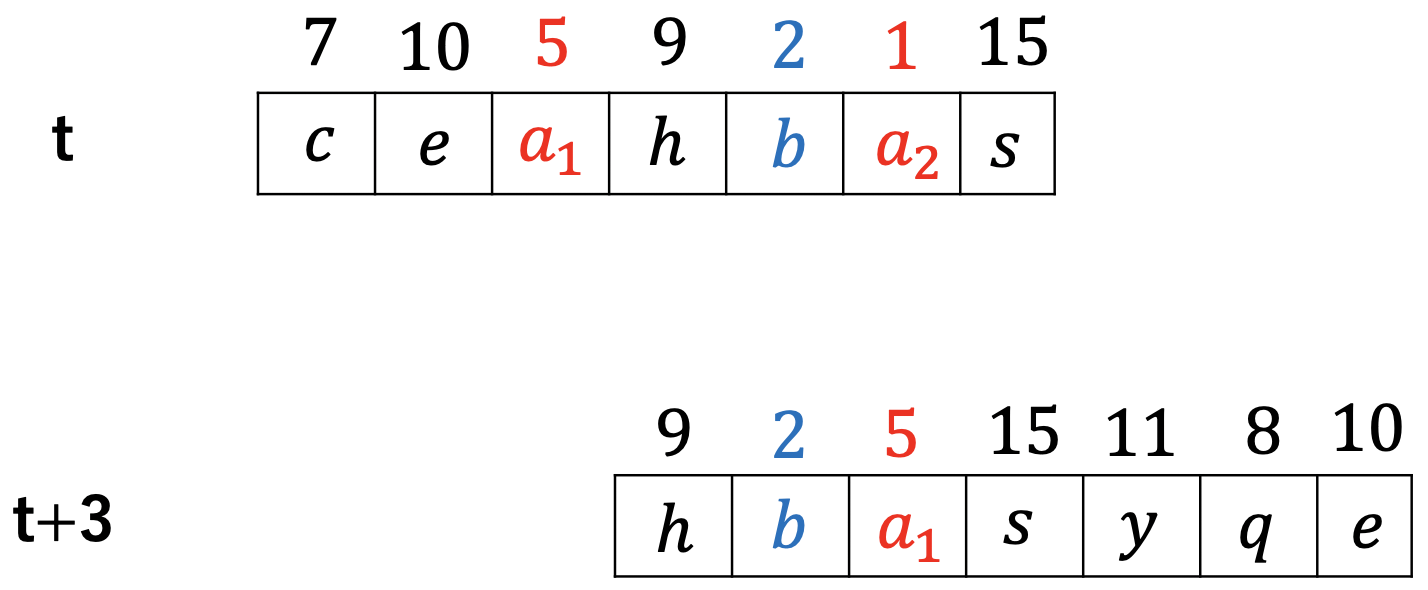 7 10 5 9 2 1 15
t c e a₁ h b a₂ s
9 2 5 15 11 8 10
t+3 h b a₁ s y q e